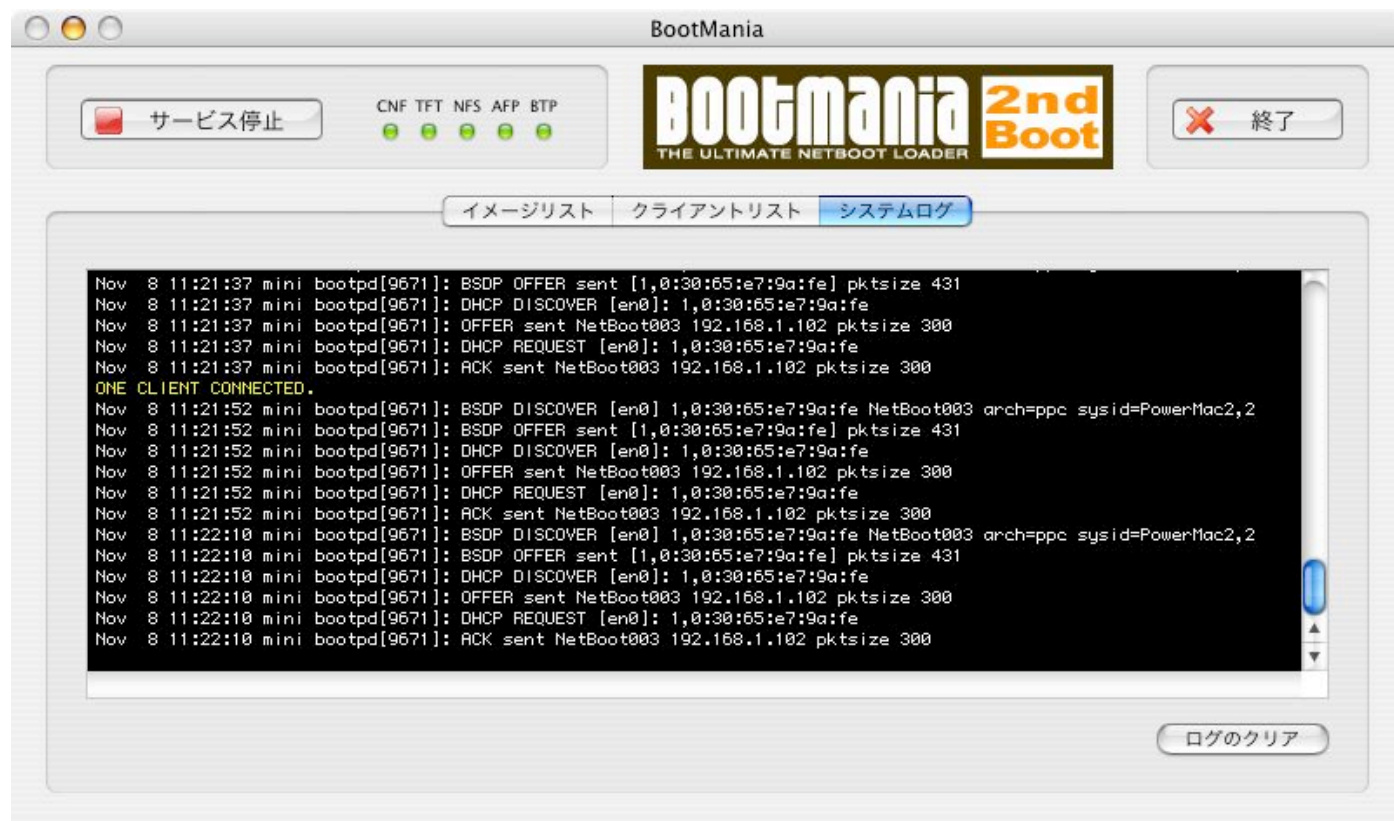 BootMania
サービス停止
CNF TFT NFS AFP BTP
BOOTMANIA
THE ULTIMATE NETBOOT LOADER
2nd
Boot
終了
イメージリスト クライアントリスト システムログ
Nov 8 11:21:37 mini bootpd[9671]: BSDP OFFER sent [1,0:30:65:e7:9a:fe] pktsize 431
Nov 8 11:21:37 mini bootpd[9671]: DHCP DISCOVER [en0]: 1,0:30:65:e7:9a:fe
Nov 8 11:21:37 mini bootpd[9671]: OFFER sent NetBoot003 192.168.1.102 pktsize 300
Nov 8 11:21:37 mini bootpd[9671]: DHCP REQUEST [en0]: 1,0:30:65:e7:9a:fe
Nov 8 11:21:37 mini bootpd[9671]: ACK sent NetBoot003 192.168.1.102 pktsize 300
ONE CLIENT CONNECTED.
Nov 8 11:21:52 mini bootpd[9671]: BSDP DISCOVER [en0] 1,0:30:65:e7:9a:fe NetBoot003 arch=ppc sysid=PowerMac2,2
Nov 8 11:21:52 mini bootpd[9671]: BSDP OFFER sent [1,0:30:65:e7:9a:fe] pktsize 431
Nov 8 11:21:52 mini bootpd[9671]: DHCP DISCOVER [en0]: 1,0:30:65:e7:9a:fe
Nov 8 11:21:52 mini bootpd[9671]: OFFER sent NetBoot003 192.168.1.102 pktsize 300
Nov 8 11:21:52 mini bootpd[9671]: DHCP REQUEST [en0]: 1,0:30:65:e7:9a:fe
Nov 8 11:21:52 mini bootpd[9671]: ACK sent NetBoot003 192.168.1.102 pktsize 300
Nov 8 11:22:10 mini bootpd[9671]: BSDP DISCOVER [en0] 1,0:30:65:e7:9a:fe NetBoot003 arch=ppc sysid=PowerMac2,2
Nov 8 11:22:10 mini bootpd[9671]: BSDP OFFER sent [1,0:30:65:e7:9a:fe] pktsize 431
Nov 8 11:22:10 mini bootpd[9671]: DHCP DISCOVER [en0]: 1,0:30:65:e7:9a:fe
Nov 8 11:22:10 mini bootpd[9671]: OFFER sent NetBoot003 192.168.1.102 pktsize 300
Nov 8 11:22:10 mini bootpd[9671]: DHCP REQUEST [en0]: 1,0:30:65:e7:9a:fe
Nov 8 11:22:10 mini bootpd[9671]: ACK sent NetBoot003 192.168.1.102 pktsize 300
ログのクリア